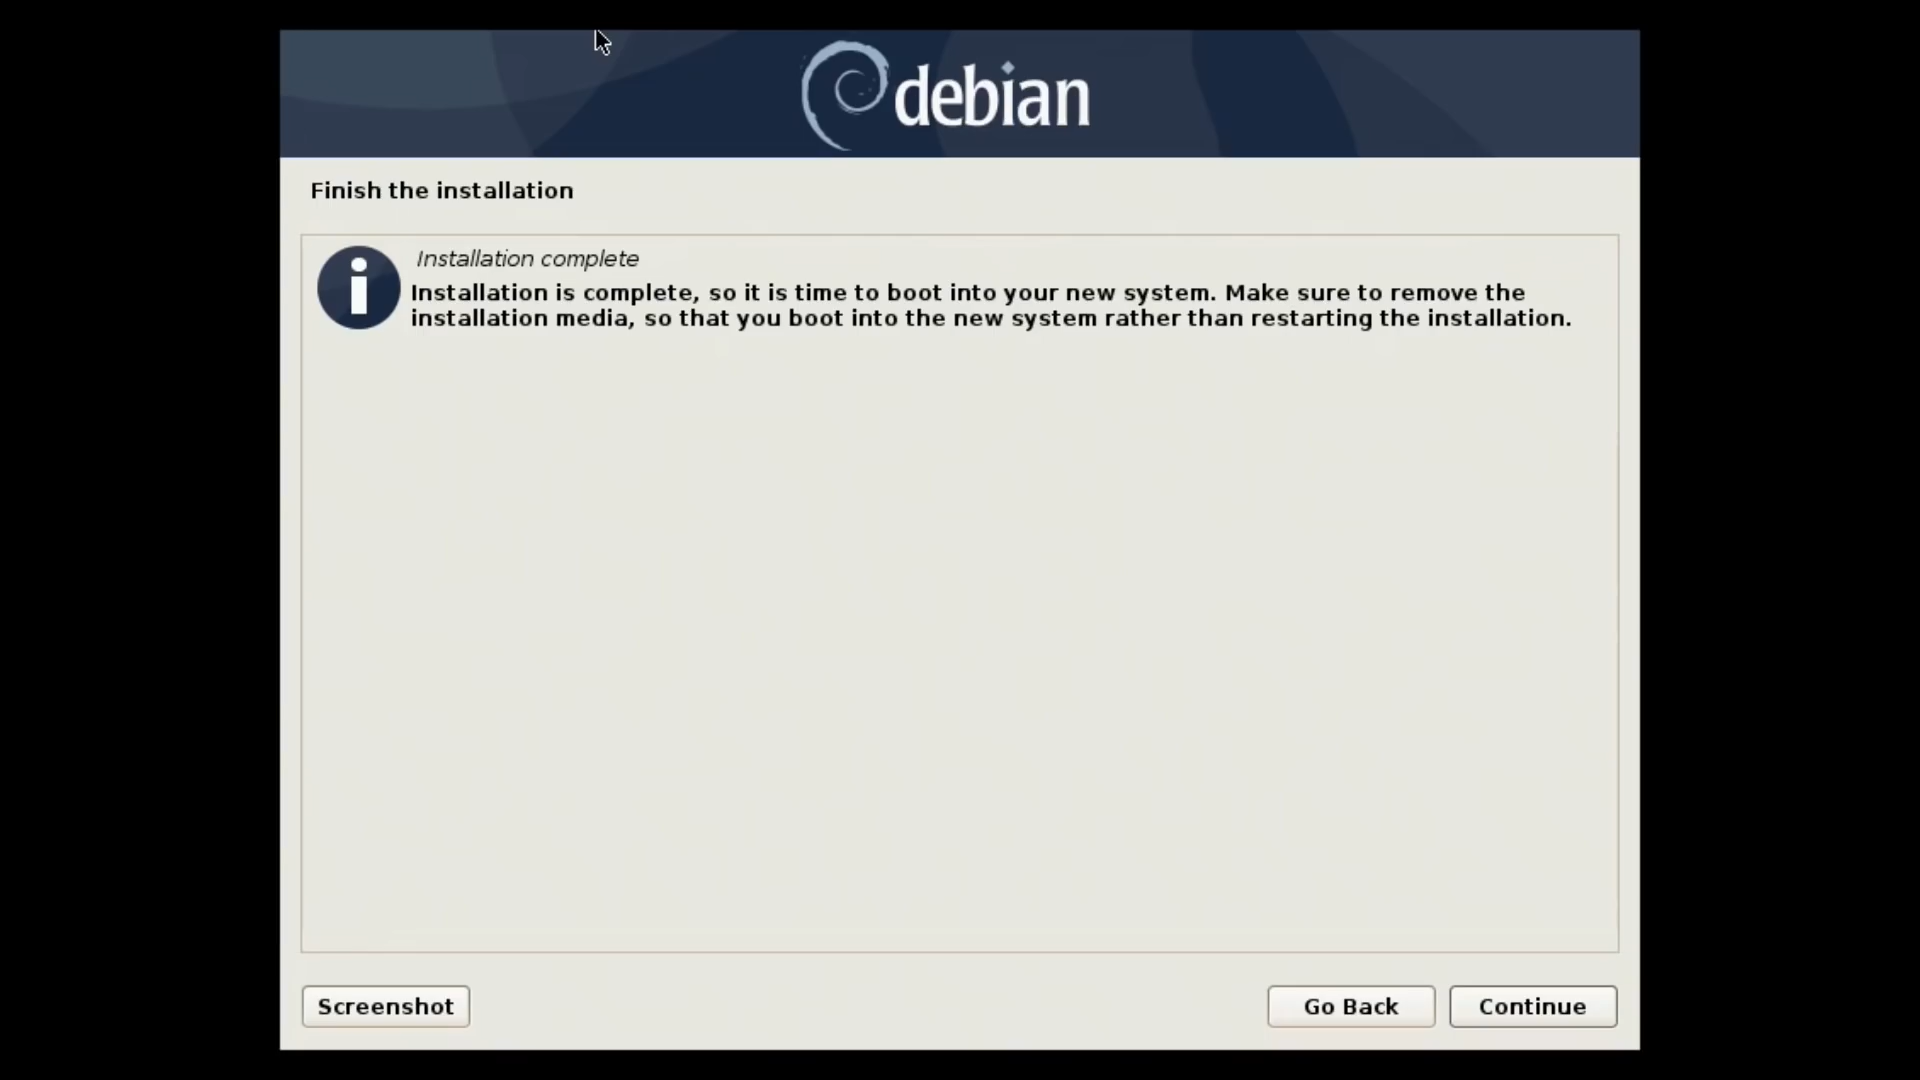 debian
Finish the installation
Installation complete
Installation is complete, so it is time to boot into your new system. Make sure to remove the
installation media, so that you boot into the new system rather than restarting the installation.
Screenshot
Go Back
Continue